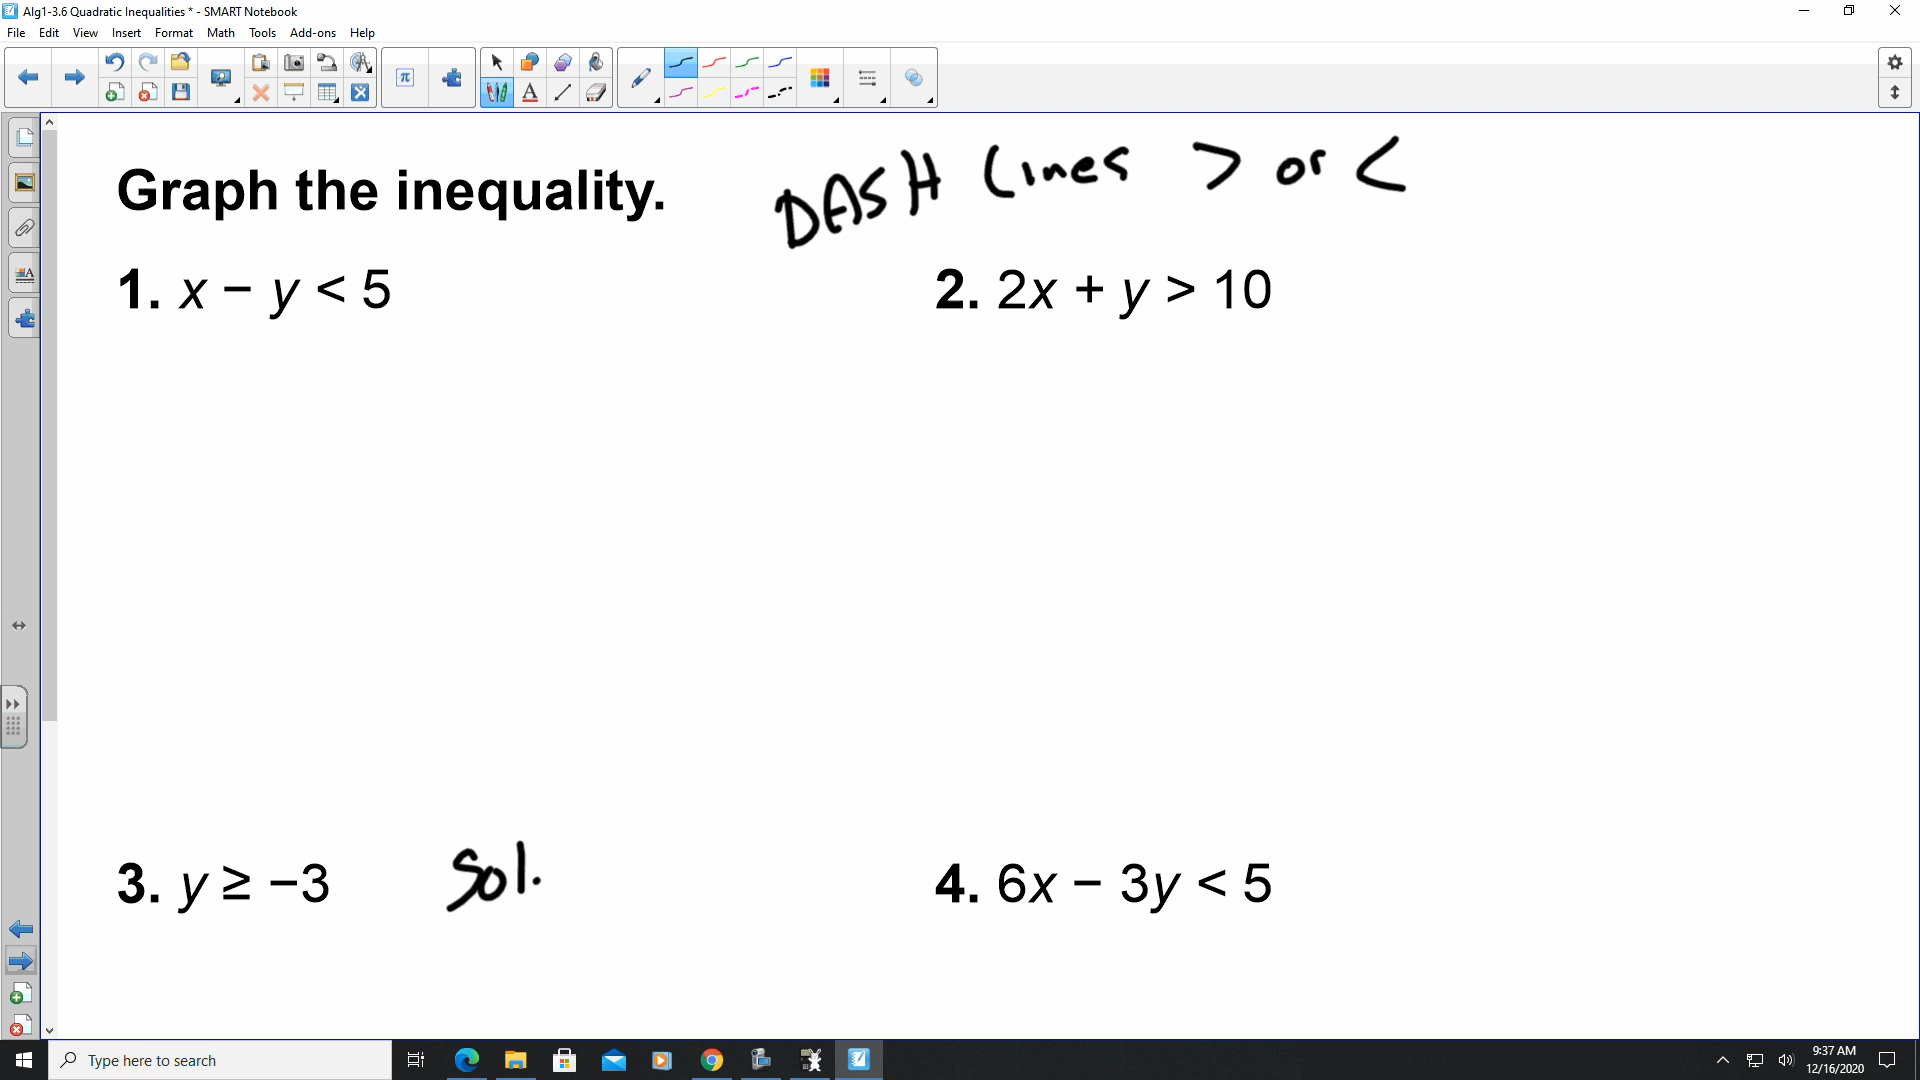 Alg1-3.6 Quadratic Inequalities * - SMART Notebook
File Edit View Insert Format Math Tools Add-ons Help
Graph the inequality. DASH Lines > or <
1. x − y < 5 2. 2x + y > 10
3. y ≥ −3 Sol. 4. 6x − 3y < 5
Type here to search
9:37 AM
12/16/2020